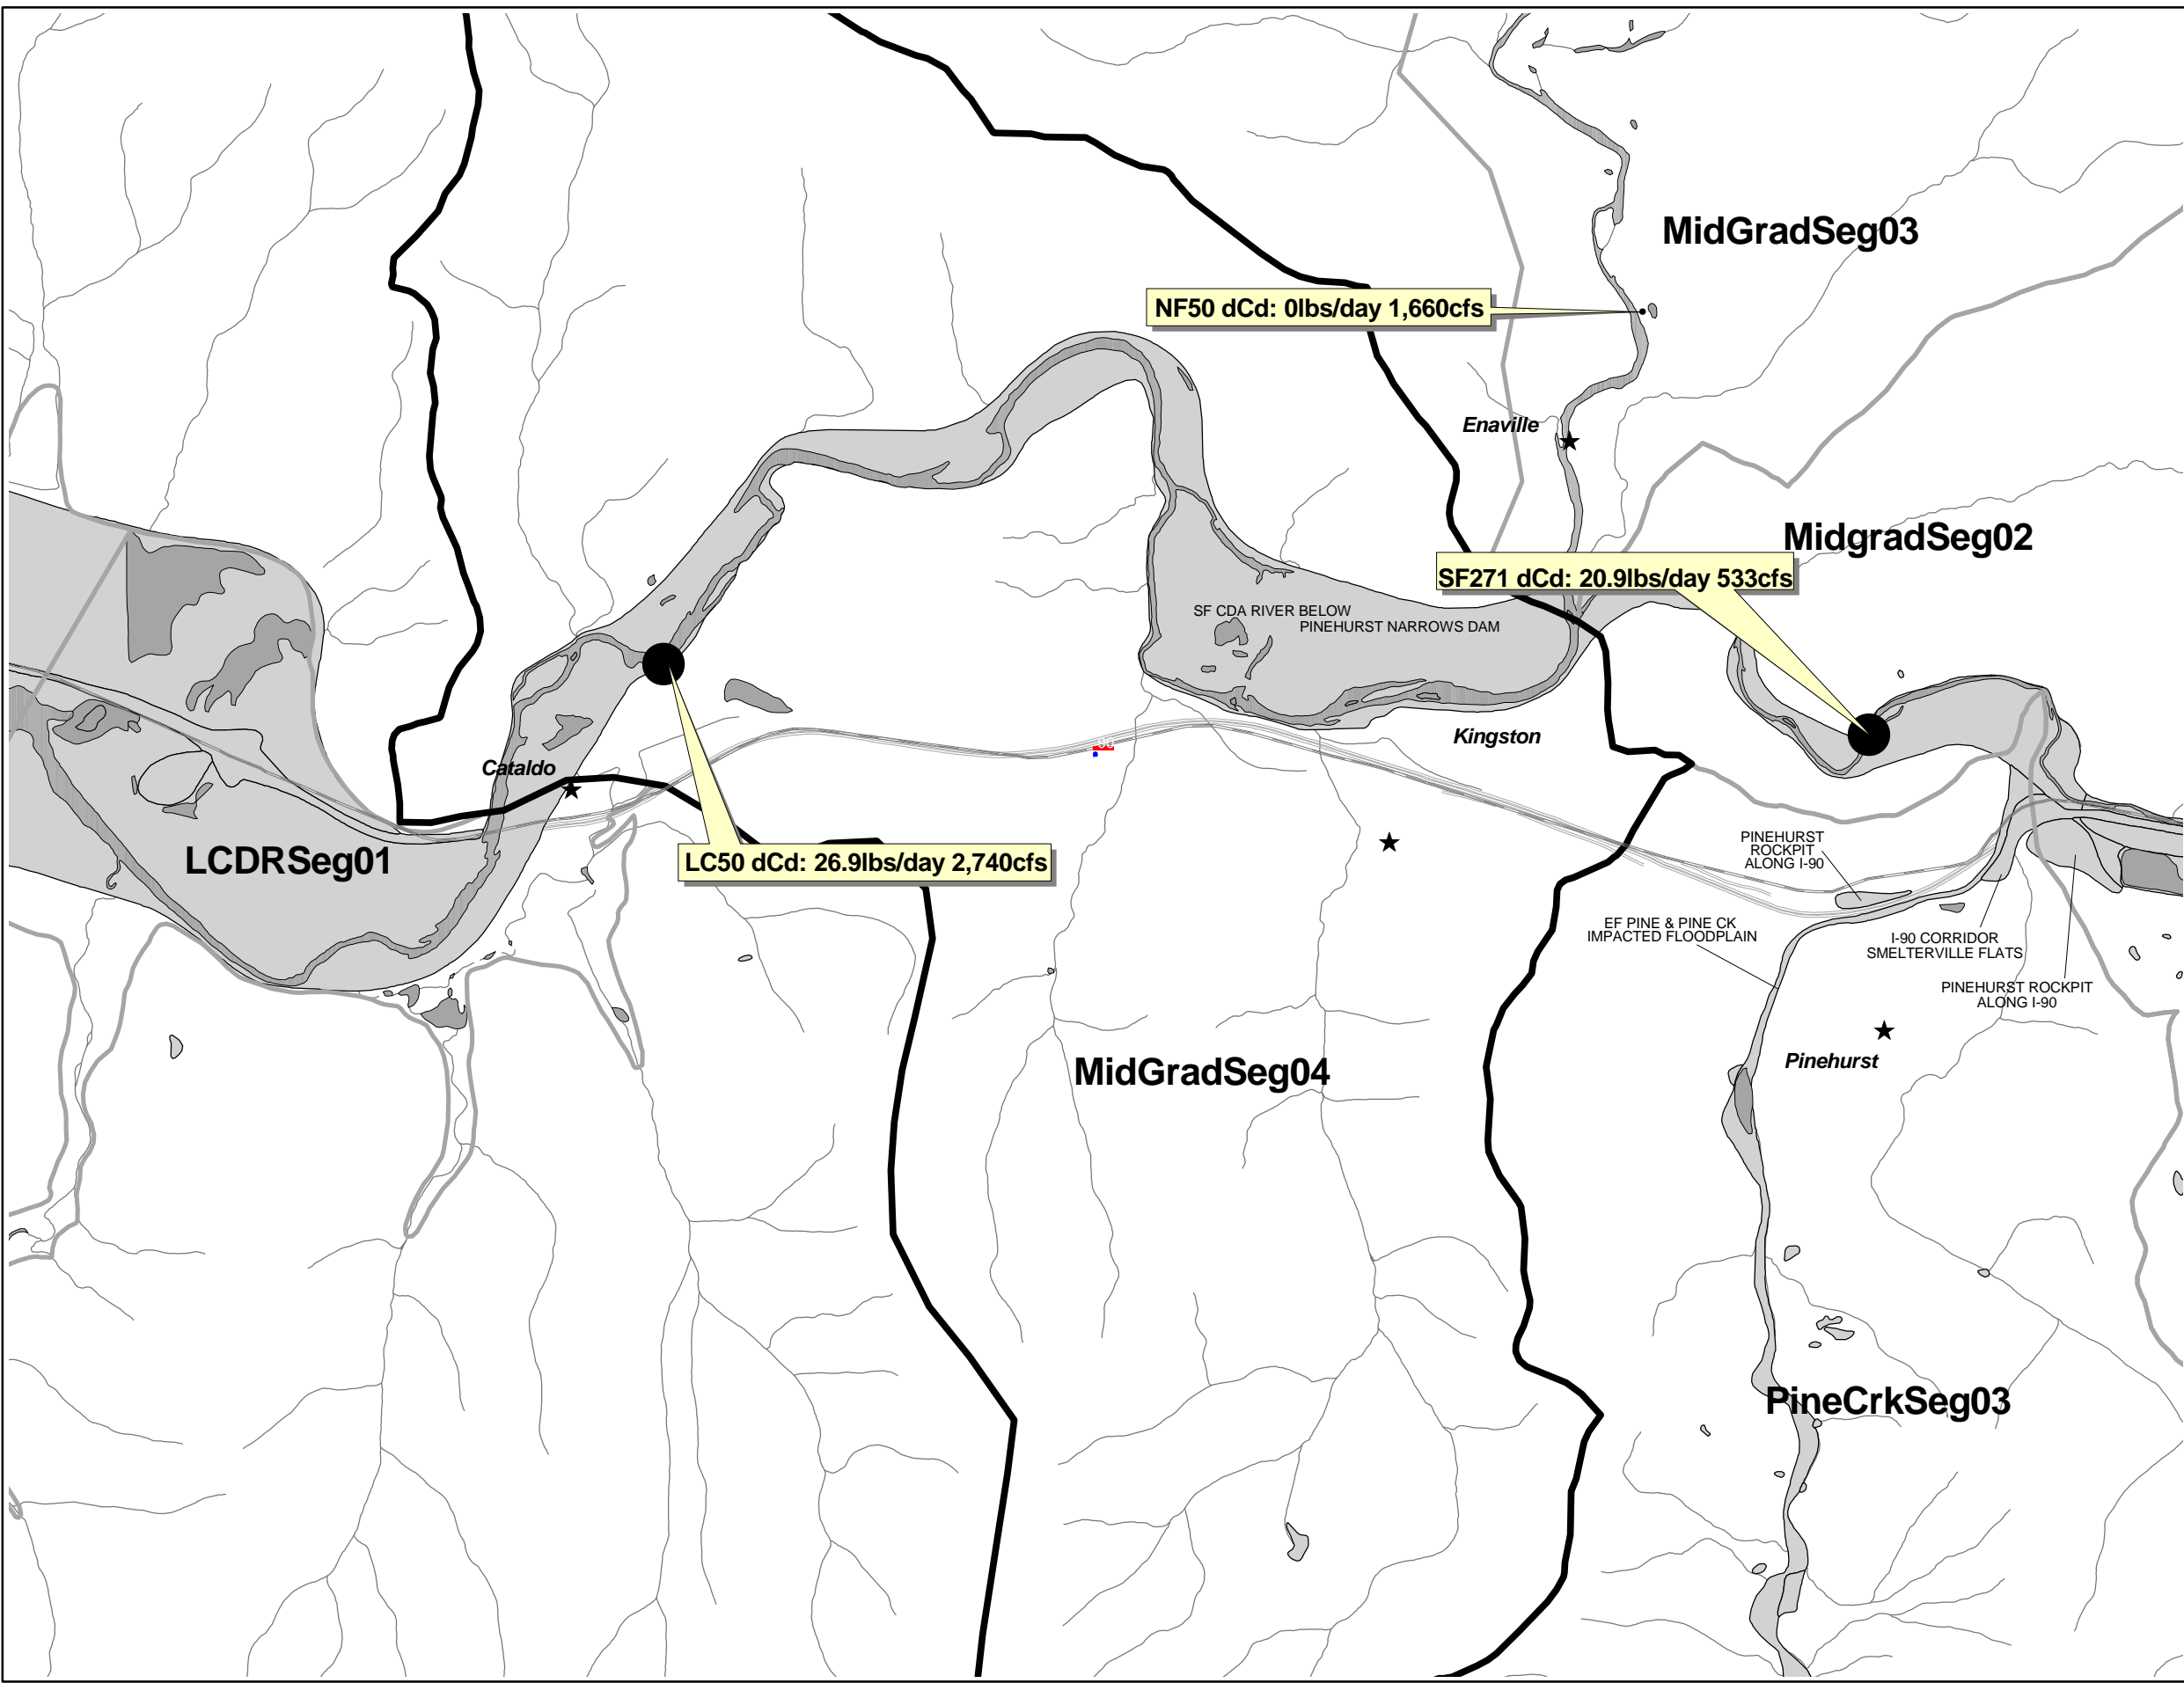 MidGradSeg03
NF50 dCd: 0lbs/day 1,660cfs
Enaville
MidgradSeg02
SF271 dCd: 20.9lbs/day 533cfs
SF CDA RIVER BELOW
PINEHURST NARROWS DAM
Kingston
Cataldo
LCDRSeg01
LC50 dCd: 26.9lbs/day 2,740cfs
PINEHURST
ROCKPIT
ALONG I-90
EF PINE & PINE CK
IMPACTED FLOODPLAIN
I-90 CORRIDOR
SMELTERVILLE FLATS
PINEHURST ROCKPIT
ALONG I-90
Pinehurst
MidGradSeg04
PineCrkSeg03